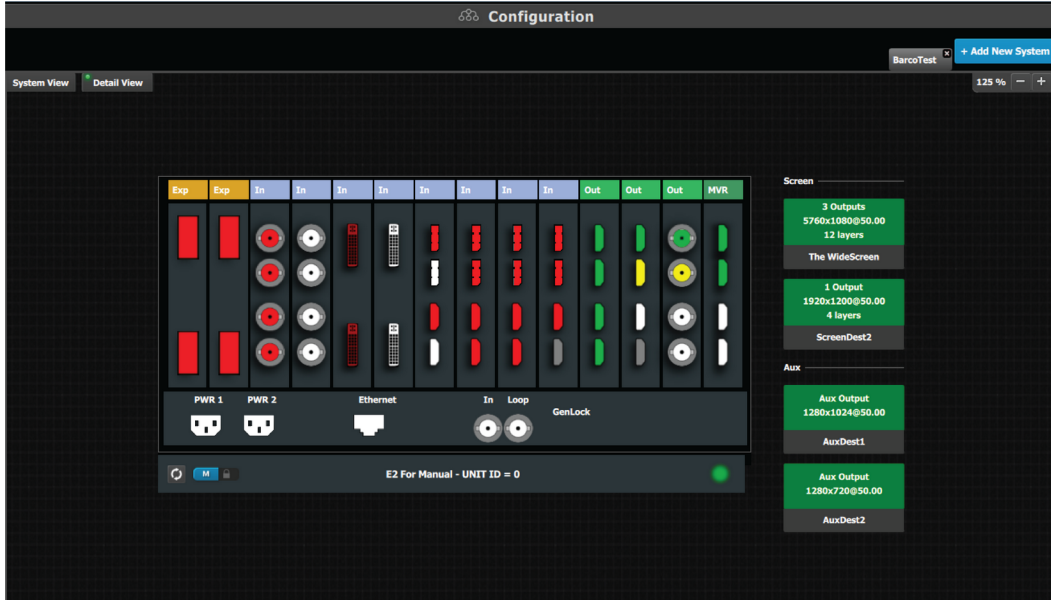 Configuration
BarcoTest
+ Add New System
System View
Detail View
125 %
Exp Exp In In In In In In In In Out Out Out MVR
PWR 1 PWR 2 Ethernet In Loop
GenLock
M
E2 For Manual - UNIT ID = 0
Screen
3 Outputs
5760x1080@50.00
12 layers
The WideScreen
1 Output
1920x1200@50.00
4 layers
ScreenDest2
Aux
Aux Output
1280x1024@50.00
AuxDest1
Aux Output
1280x720@50.00
AuxDest2